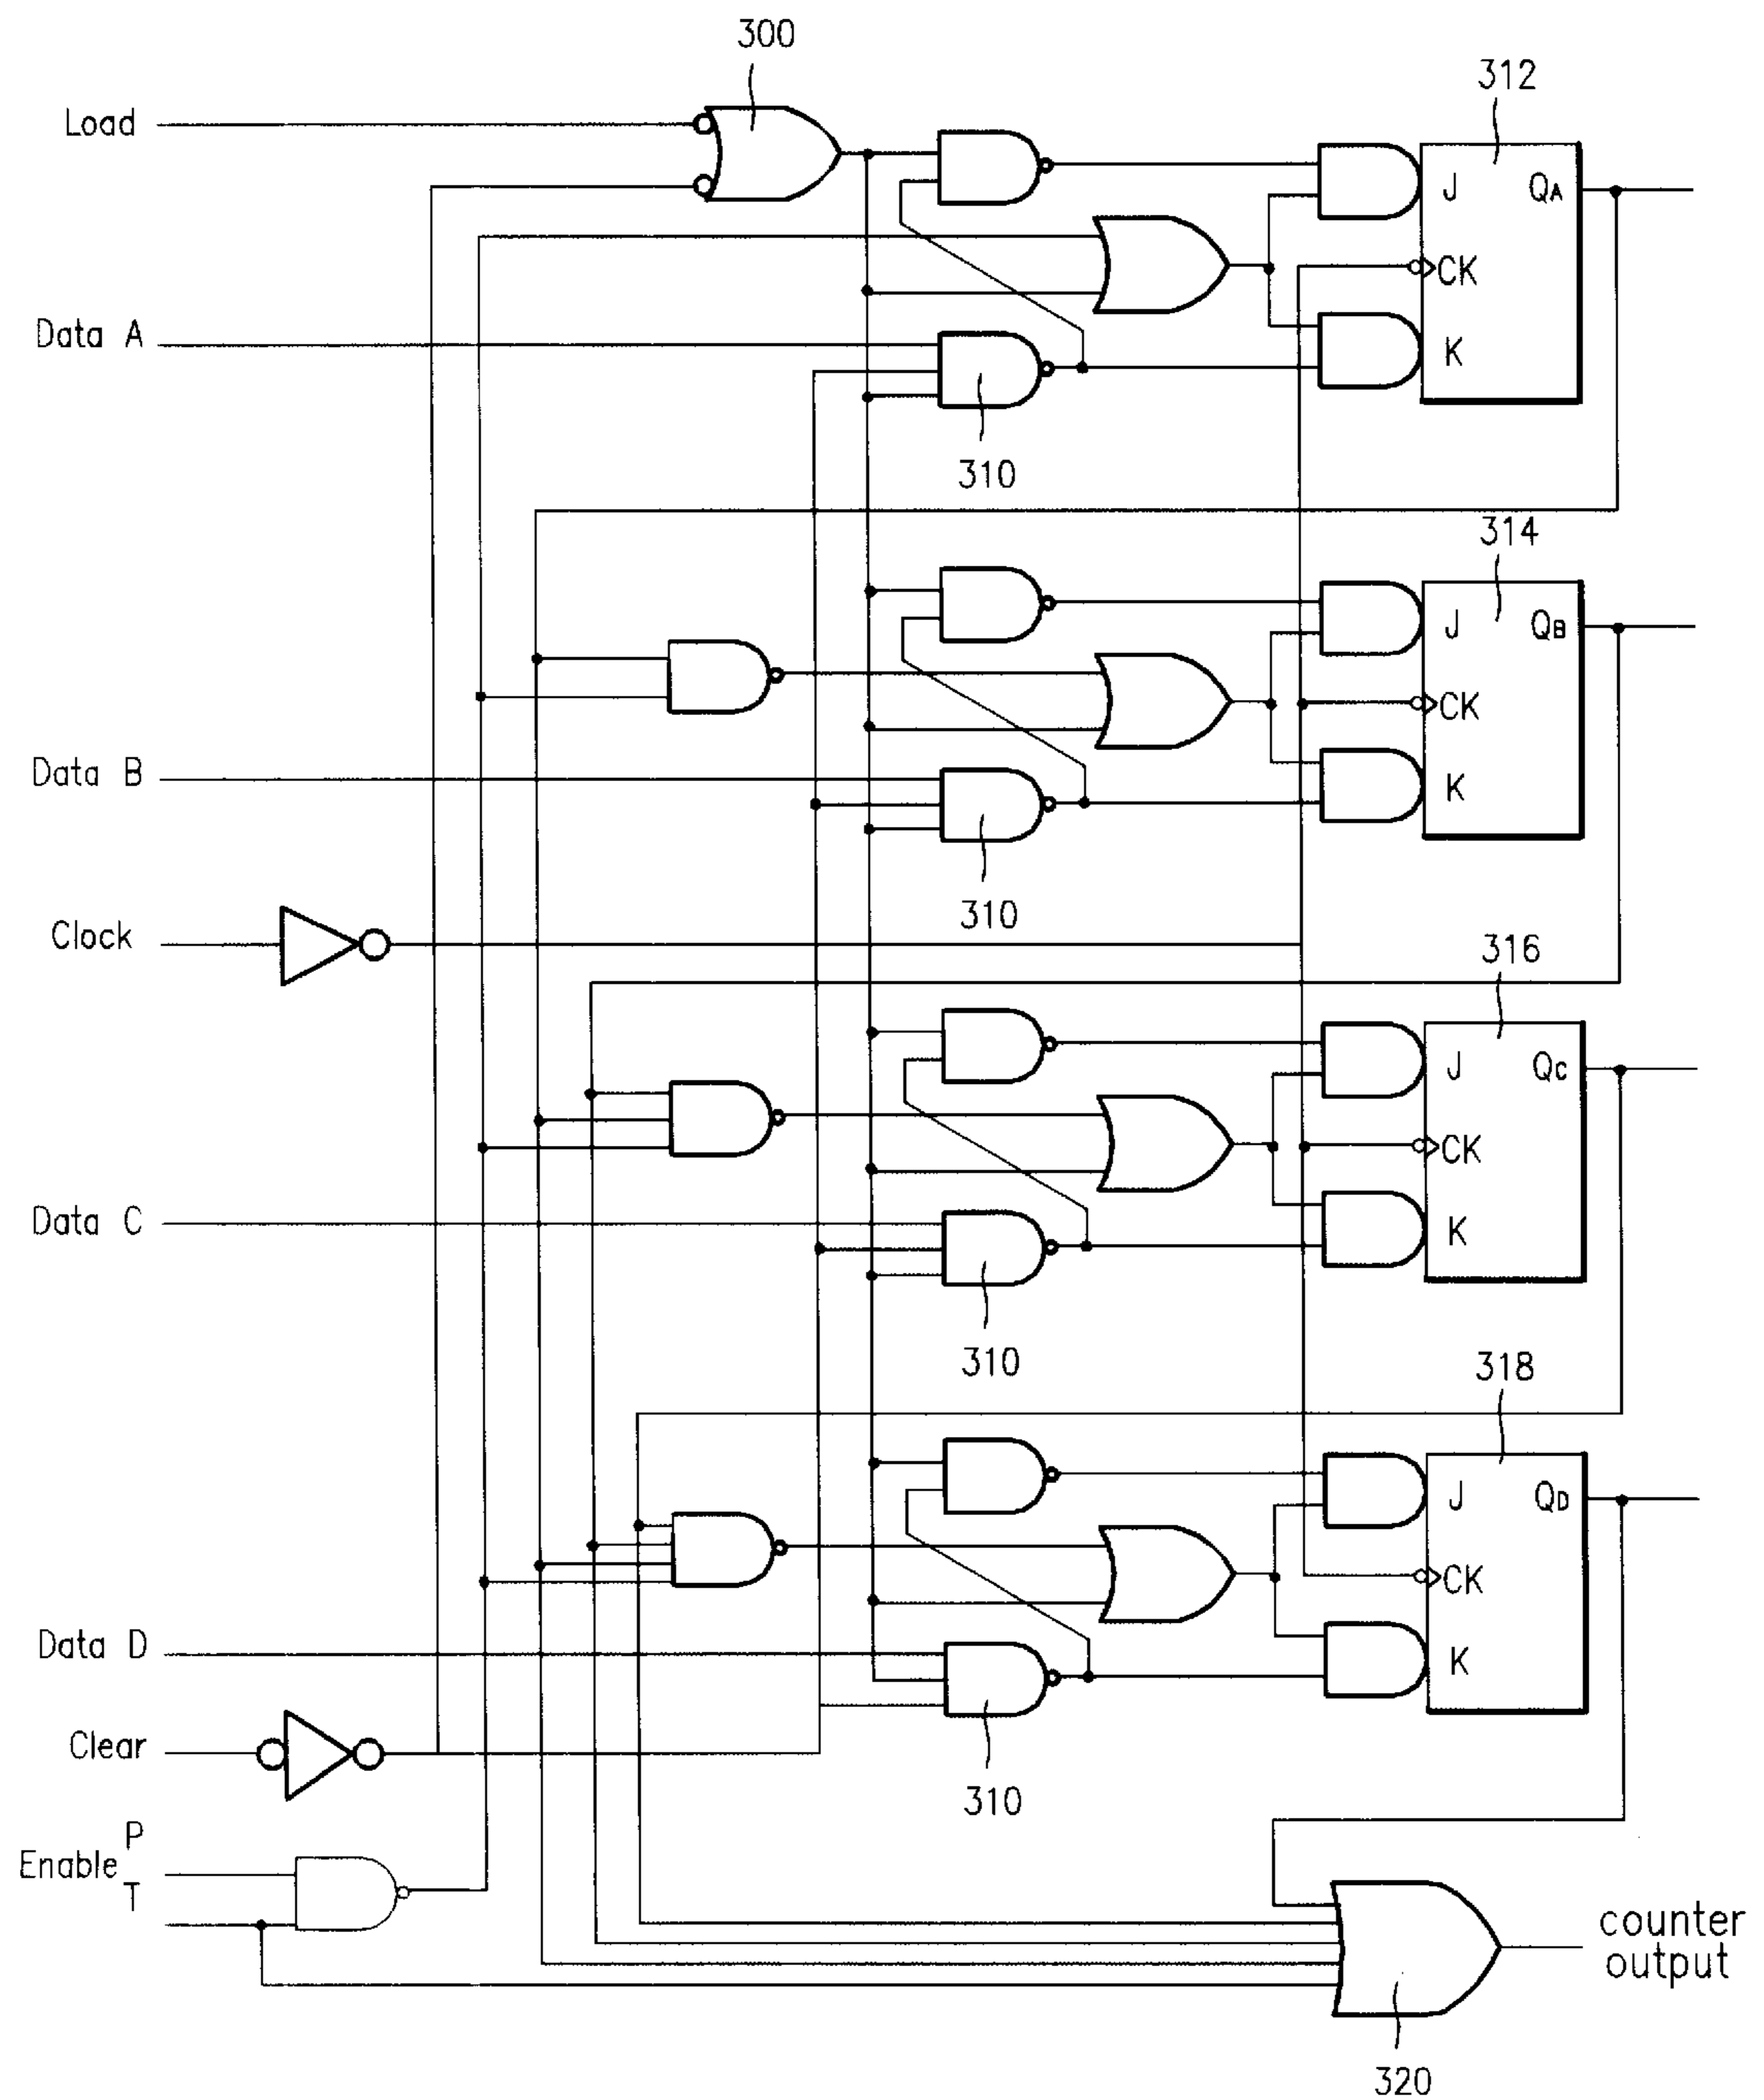 300
312
Load
J QA
CK
Data A
K
310
314
J QB
CK
Data B
K
310
Clock
316
J QC
CK
Data C
K
310
318
J QD
CK
Data D
K
Clear
310
P
Enable
T
counter
output
320